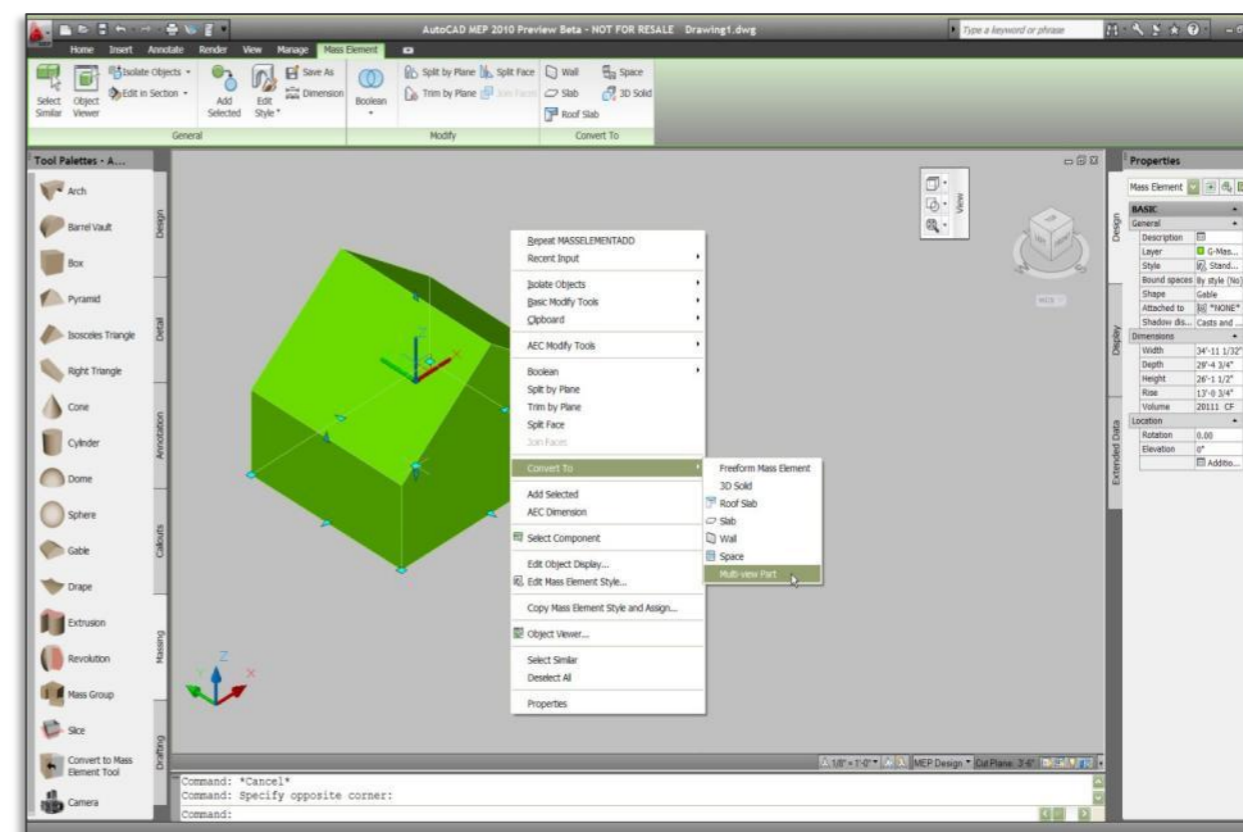 AutoCAD MEP 2010 Preview Beta - NOT FOR RESALE Drawing1.dwg
Type a keyword or phrase
Home Insert Annotate Render View Manage Mass Element
Select Similar
Object Viewer
Isolate Objects
Edit in Section
Add Selected
Edit Style
Save As
Dimension
General
Boolean
Split by Plane
Split Face
Trim by Plane
Join Faces
Modify
Wall
Space
Slab
3D Solid
Roof Slab
Convert To
Tool Palettes - A...
Arch
Barrel Vault
Box
Pyramid
Isosceles Triangle
Right Triangle
Cone
Cylinder
Dome
Sphere
Gable
Drape
Extrusion
Revolution
Mass Group
Slice
Convert to Mass
Element Tool
Camera
Design
Detail
Annotation
Callouts
Massing
Drafting
Z
X
Z
Y
X
View
WCS
Repeat MASSELEMENTADD
Recent Input
Isolate Objects
Basic Modify Tools
Clipboard
AEC Modify Tools
Boolean
Split by Plane
Trim by Plane
Split Face
Join Faces
Convert To
Add Selected
AEC Dimension
Select Component
Edit Object Display...
Edit Mass Element Style...
Copy Mass Element Style and Assign...
Object Viewer...
Select Similar
Deselect All
Properties
Freeform Mass Element
3D Solid
Roof Slab
Slab
Wall
Space
Multi-view Part
Properties
Mass Element
BASIC
General
Description
Layer G-Mas...
Style Stand...
Bound spaces By style (No)
Shape Gable
Attached to *NONE*
Shadow dis... Casts and ...
Dimensions
Width 34'-11 1/32"
Depth 29'-4 3/4"
Height 26'-1 1/2"
Rise 13'-0 3/4"
Volume 20111 CF
Location
Rotation 0.00
Elevation 0"
Additio...
Design
Display
Extended Data
1/8" = 1'-0" MEP Design Cut Plane: 3'-6"
Command: *Cancel*
Command: Specify opposite corner:
Command: